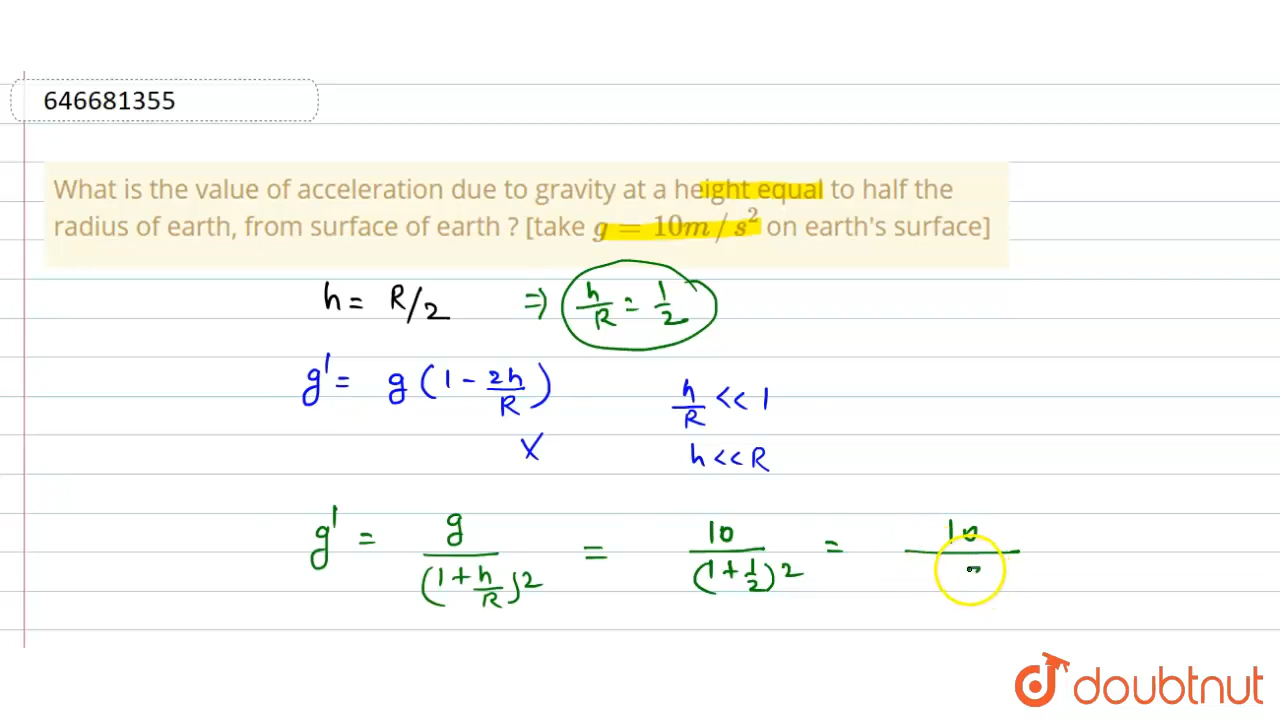 646681355
What is the value of acceleration due to gravity at a height equal to half the
radius of earth, from surface of earth ? [take g = 10m/s² on earth's surface]
h = R/2 ⇒ h/R = 1/2
g' = g (1 - 2h/R) h/R << 1
X h << R
g' = g/(1 + h/R)² = 10/(1 + 1/2)² = 10
doubtnut